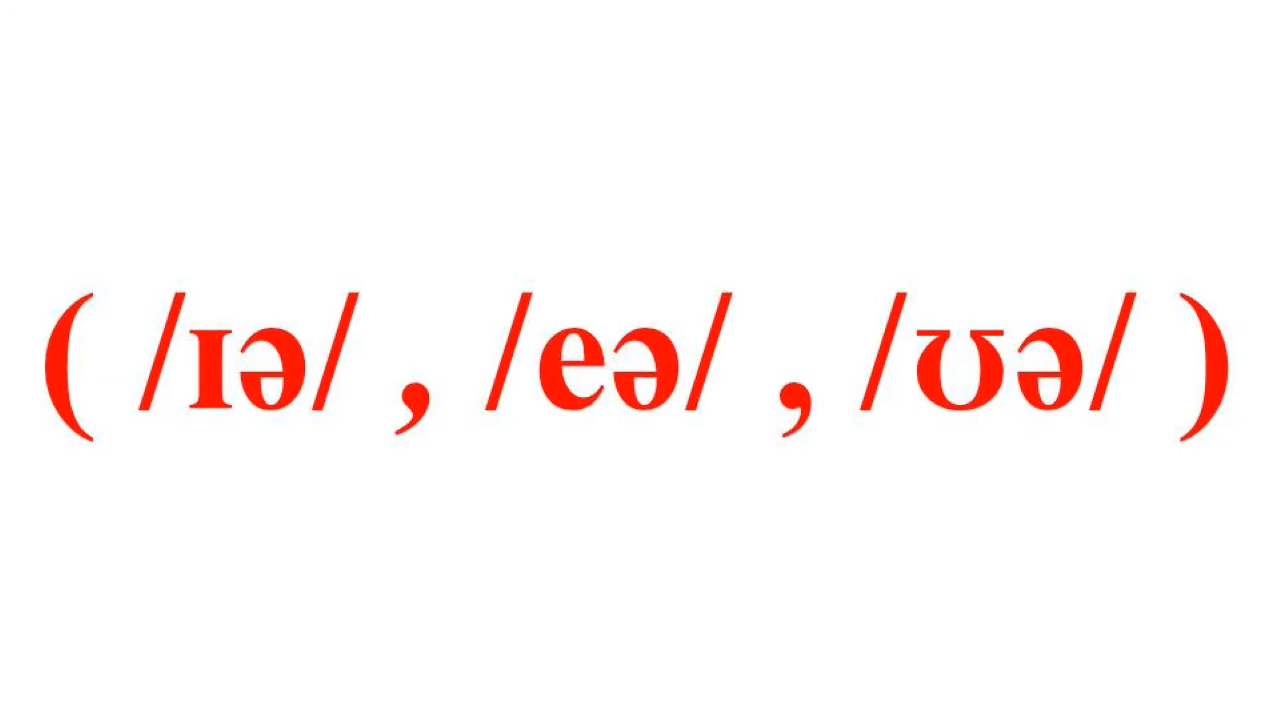 ( /ɪə/ , /eə/ , /ʊə/ )